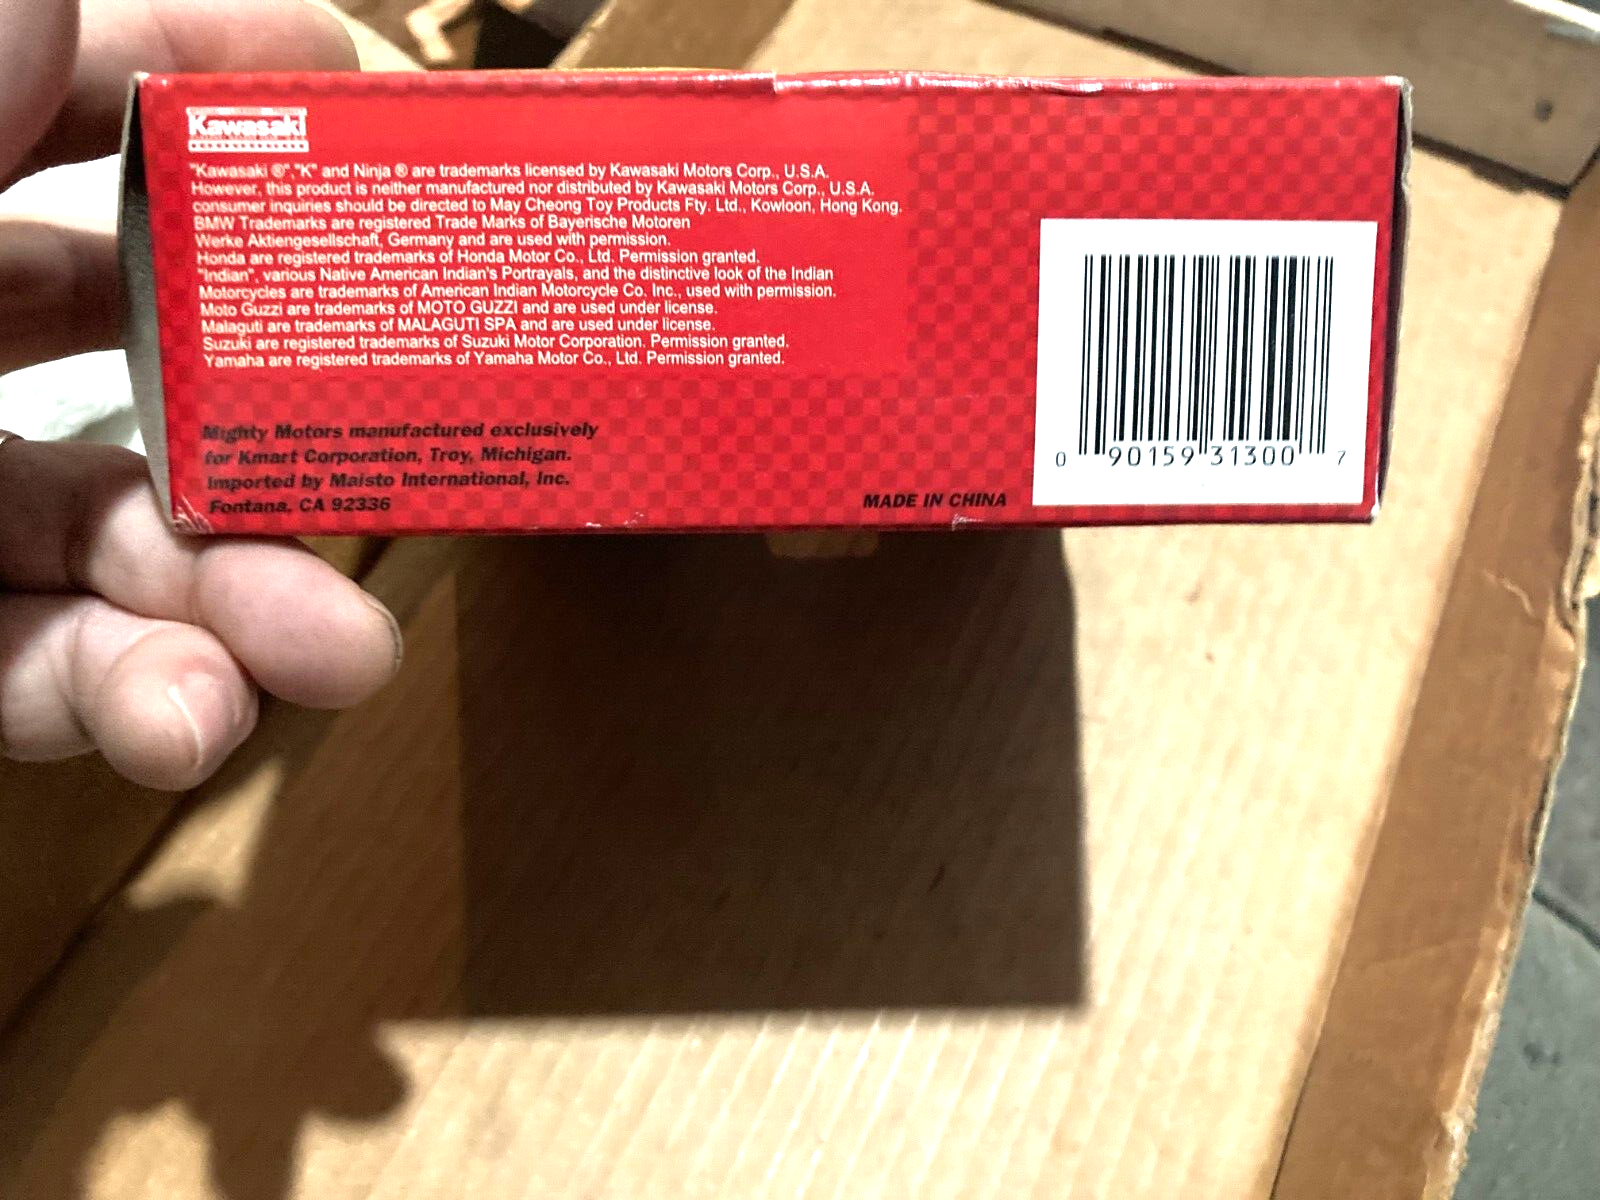 Kawasaki
"Kawasaki ®","K" and Ninja ® are trademarks licensed by Kawasaki Motors Corp., U.S.A.
However, this product is neither manufactured nor distributed by Kawasaki Motors Corp., U.S.A.
consumer inquiries should be directed to May Cheong Toy Products Fty. Ltd., Kowloon, Hong Kong.
BMW Trademarks are registered Trade Marks of Bayerische Motoren
Werke Aktiengesellschaft, Germany and are used with permission.
Honda are registered trademarks of Honda Motor Co., Ltd. Permission granted.
"Indian", various Native American Indian's Portrayals, and the distinctive look of the Indian
Motorcycles are trademarks of American Indian Motorcycle Co. Inc., used with permission.
Moto Guzzi are trademarks of MOTO GUZZI and are used under license.
Malaguti are trademarks of MALAGUTI SPA and are used under license.
Suzuki are registered trademarks of Suzuki Motor Corporation. Permission granted.
Yamaha are registered trademarks of Yamaha Motor Co., Ltd. Permission granted.
Mighty Motors manufactured exclusively
for Kmart Corporation, Troy, Michigan.
Imported by Maisto International, Inc.
Fontana, CA 92336
MADE IN CHINA
0 90159 31300 7